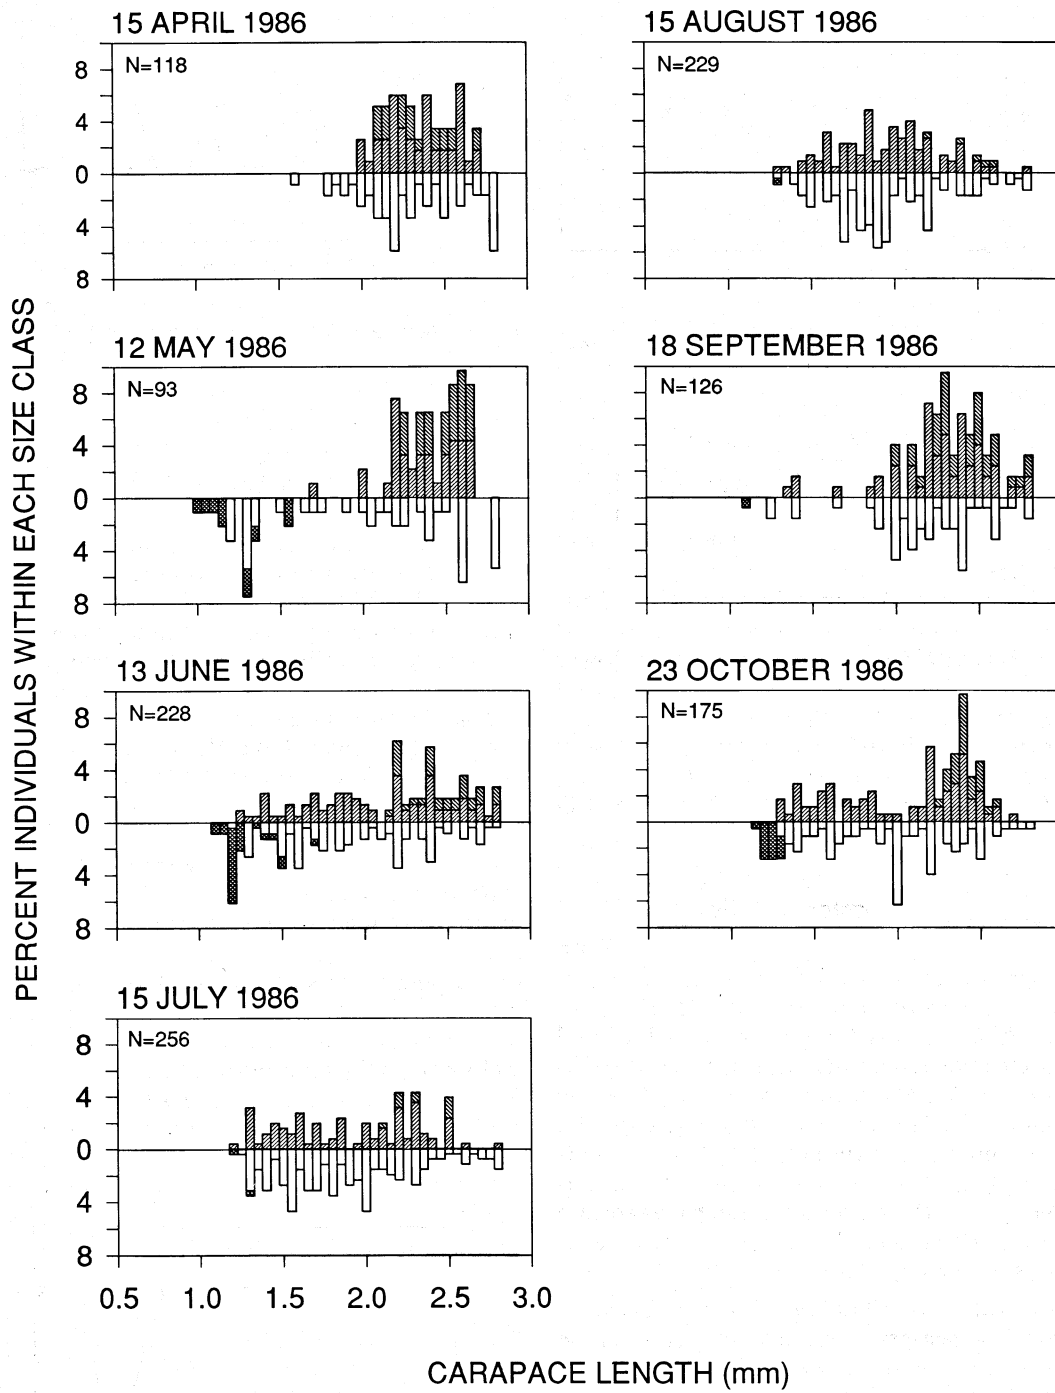 15 APRIL 1986
N=118
8
4
0
4
8
12 MAY 1986
N=93
8
4
0
4
8
13 JUNE 1986
N=228
8
4
0
4
8
15 JULY 1986
N=256
8
4
0
4
8
0.5 1.0 1.5 2.0 2.5 3.0
15 AUGUST 1986
N=229
18 SEPTEMBER 1986
N=126
23 OCTOBER 1986
N=175
PERCENT INDIVIDUALS WITHIN EACH SIZE CLASS
CARAPACE LENGTH (mm)